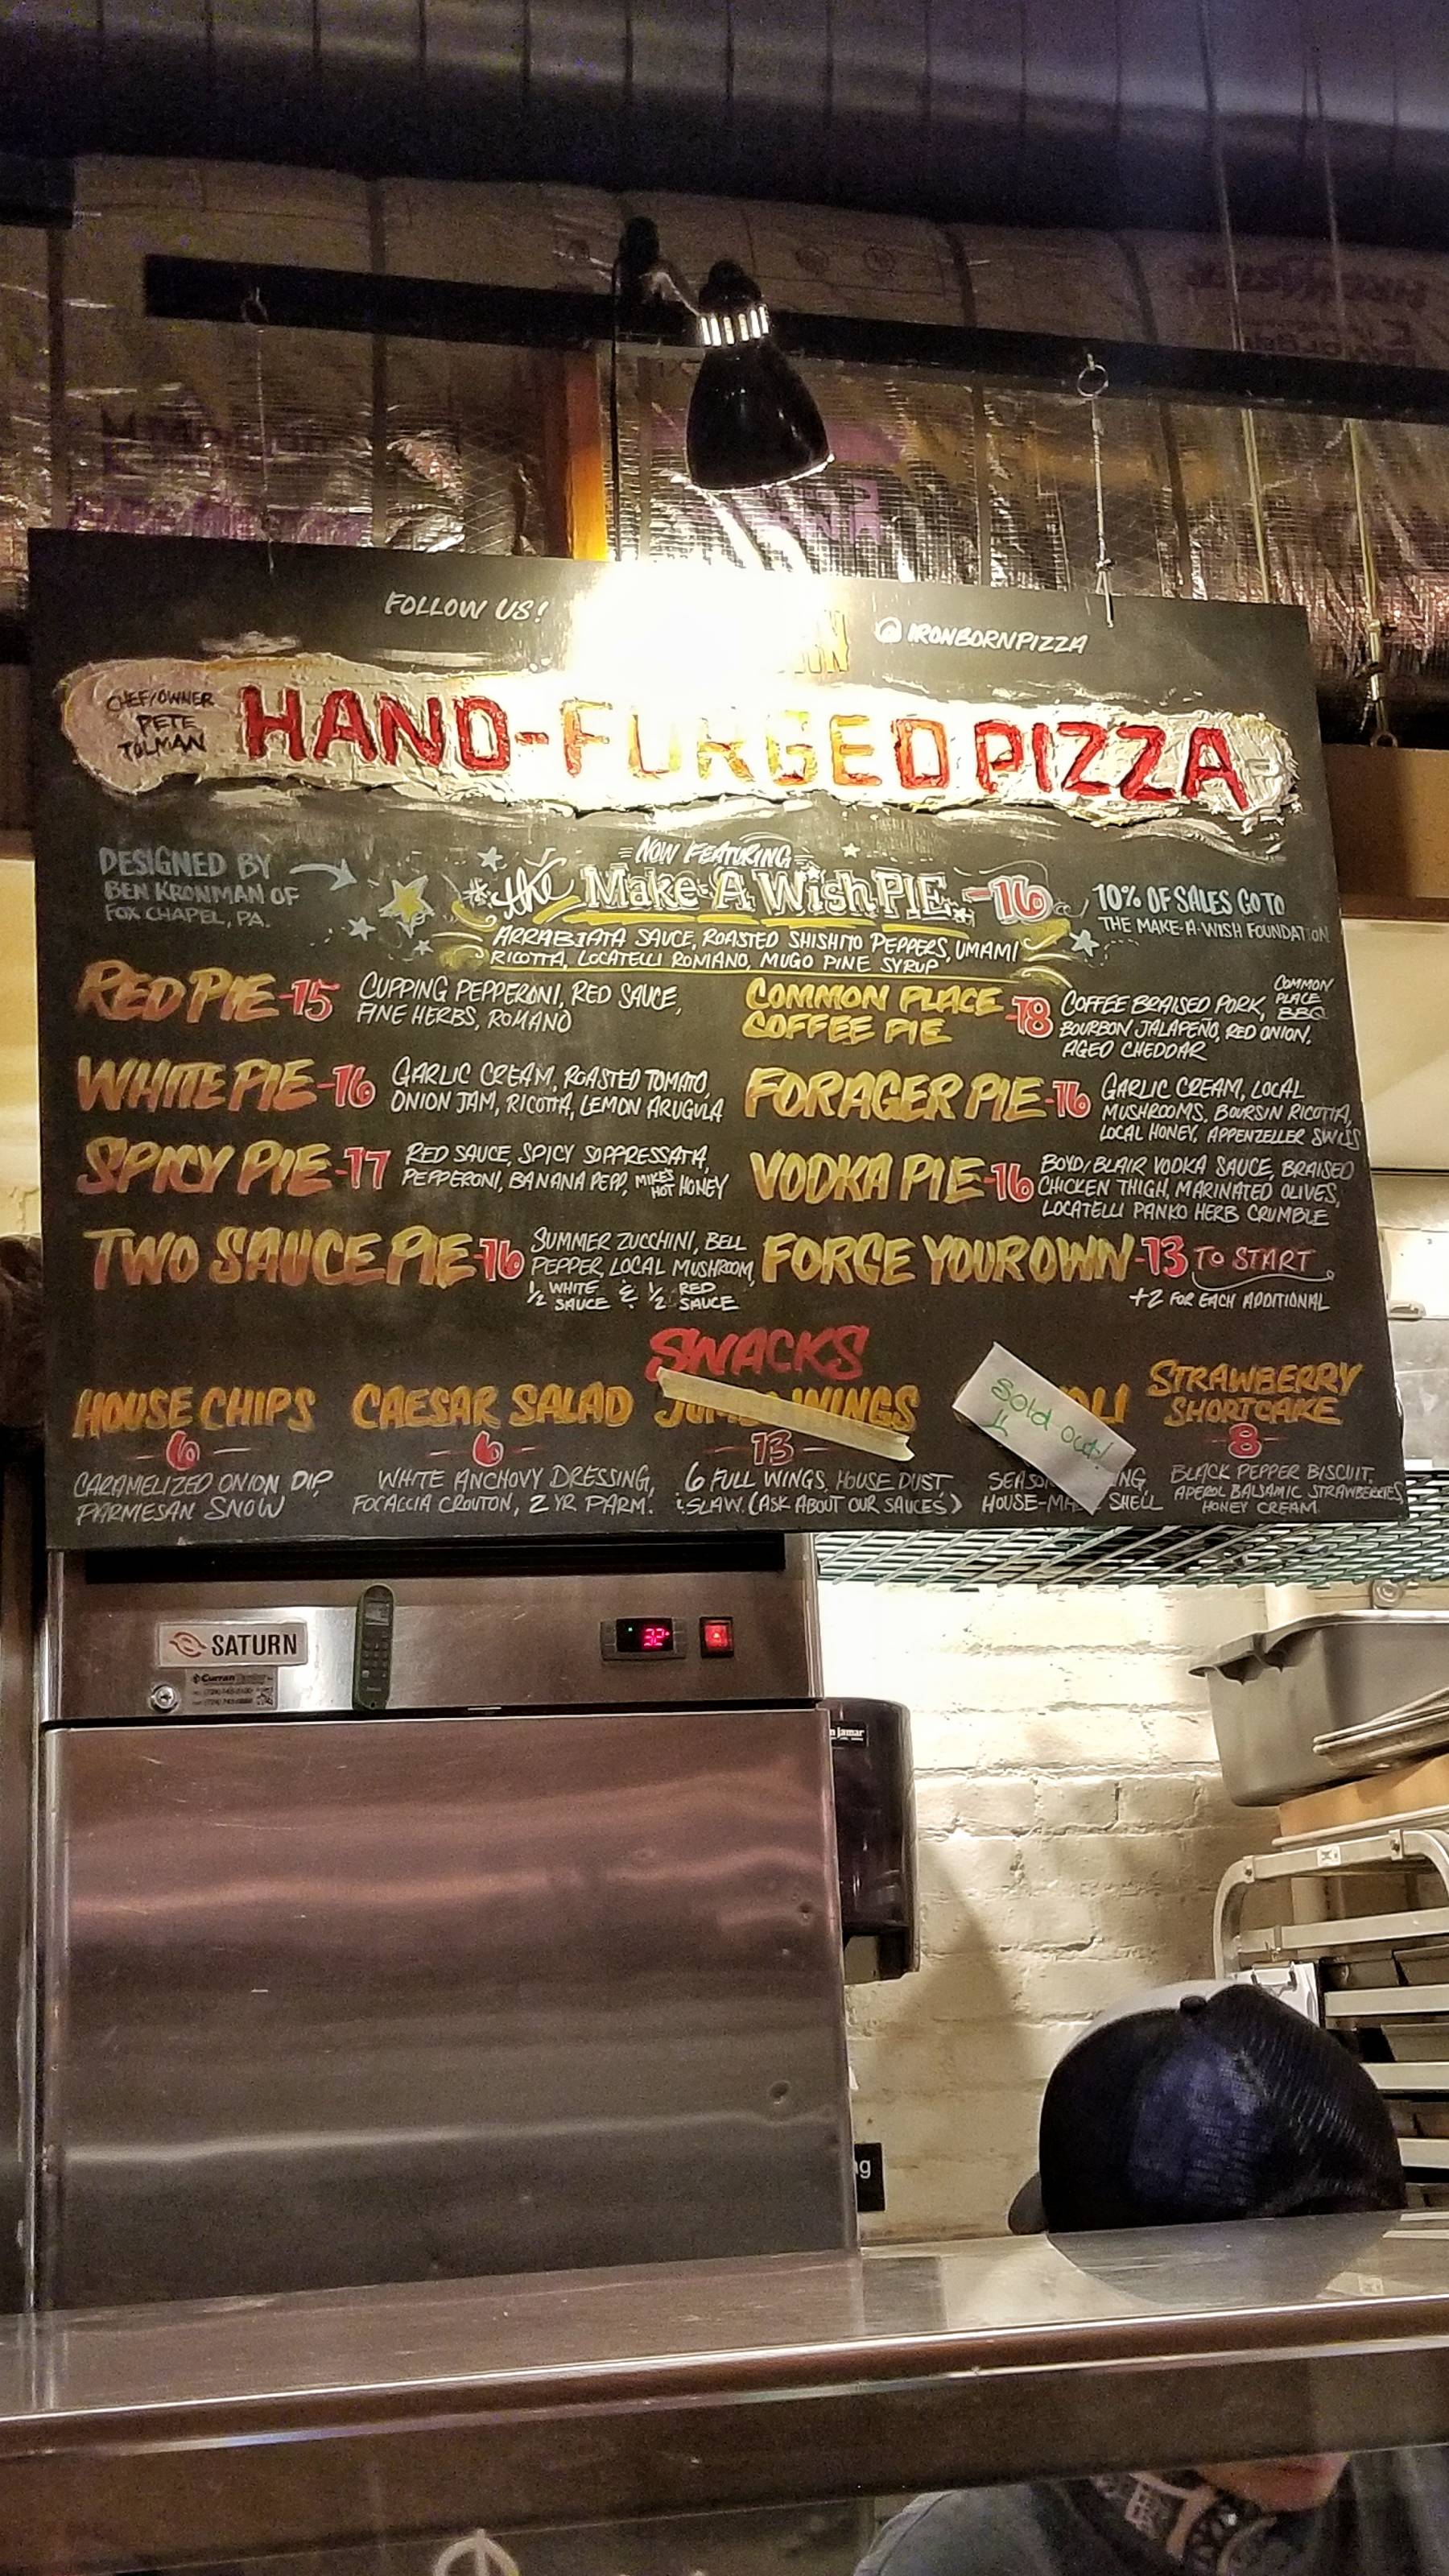 FOLLOW US!
@IRONBORNPIZZA
CHEF/OWNER
PETE
TOLMAN
HAND-FORGED PIZZA
DESIGNED BY
BEN KRONMAN OF
FOX CHAPEL, PA.
NOW FEATURING
the Make-A-Wish PIE -16
10% OF SALES GO TO
THE MAKE-A-WISH FOUNDATION
ARRABIATA SAUCE, ROASTED SHISHITO PEPPERS, UMAMI
RICOTTA, LOCATELLI ROMANO, MUGO PINE SYRUP
RED PIE -15
CUPPING PEPPERONI, RED SAUCE,
FINE HERBS, ROMANO
WHITE PIE -16
GARLIC CREAM, ROASTED TOMATO,
ONION JAM, RICOTTA, LEMON ARUGULA
SPICY PIE -17
RED SAUCE, SPICY SOPPRESSATA,
PEPPERONI, BANANA PEPP, MIKE'S HOT HONEY
TWO SAUCE PIE -16
SUMMER ZUCCHINI, BELL
PEPPER, LOCAL MUSHROOM,
1/2 WHITE SAUCE & 1/2 RED SAUCE
COMMON PLACE
COFFEE PIE -18
COFFEE BRAISED PORK, COMMON PLACE BBQ
BOURBON JALAPEÑO, RED ONION,
AGED CHEDDAR
FORAGER PIE -16
GARLIC CREAM, LOCAL
MUSHROOMS, BOURSIN RICOTTA,
LOCAL HONEY, APPENZELLER SWISS
VODKA PIE -16
BOYD/BLAIR VODKA SAUCE, BRAISED
CHICKEN THIGH, MARINATED OLIVES,
LOCATELLI PANKO HERB CRUMBLE
FORGE YOUR OWN -13 TO START
+2 FOR EACH ADDITIONAL
SNACKS
HOUSE CHIPS
6
CARAMELIZED ONION DIP,
PARMESAN SNOW
CAESAR SALAD
6
WHITE ANCHOVY DRESSING,
FOCACCIA CROUTON, 2 YR PARM.
WINGS
13
6 FULL WINGS, HOUSE DUST,
SLAW. (ASK ABOUT OUR SAUCES)
Sold out!
HOUSE-MADE SHELL
STRAWBERRY
SHORTCAKE
8
BLACK PEPPER BISCUIT,
APEROL BALSAMIC STRAWBERRIES,
HONEY CREAM.
SATURN
32